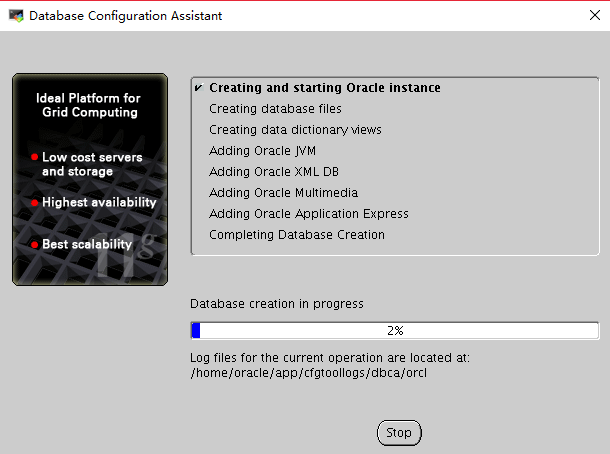 Database Configuration Assistant
Ideal Platform for
Grid Computing
Low cost servers
and storage
Highest availability
Best scalability
11g
Creating and starting Oracle instance
Creating database files
Creating data dictionary views
Adding Oracle JVM
Adding Oracle XML DB
Adding Oracle Multimedia
Adding Oracle Application Express
Completing Database Creation
Database creation in progress
2%
Log files for the current operation are located at:
/home/oracle/app/cfgtoollogs/dbca/orcl
Stop